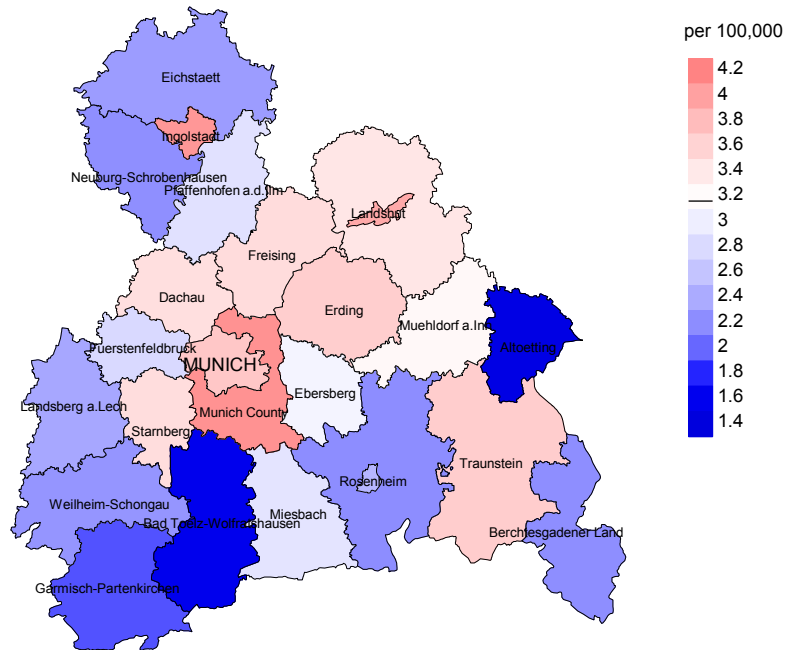 per 100,000
4.2
4
3.8
3.6
3.4
3.2
3
2.8
2.6
2.4
2.2
2
1.8
1.6
1.4
Eichstaett
Ingolstadt
Neuburg-Schrobenhausen
Pfaffenhofen a.d.Ilm
Landshut
Freising
Dachau
Erding
Muehldorf a.Inn
Altoetting
Fuerstenfeldbruck
MUNICH
Ebersberg
Landsberg a.Lech
Munich County
Starnberg
Traunstein
Rosenheim
Weilheim-Schongau
Miesbach
Bad Toelz-Wolfratshausen
Berchtesgadener Land
Garmisch-Partenkirchen